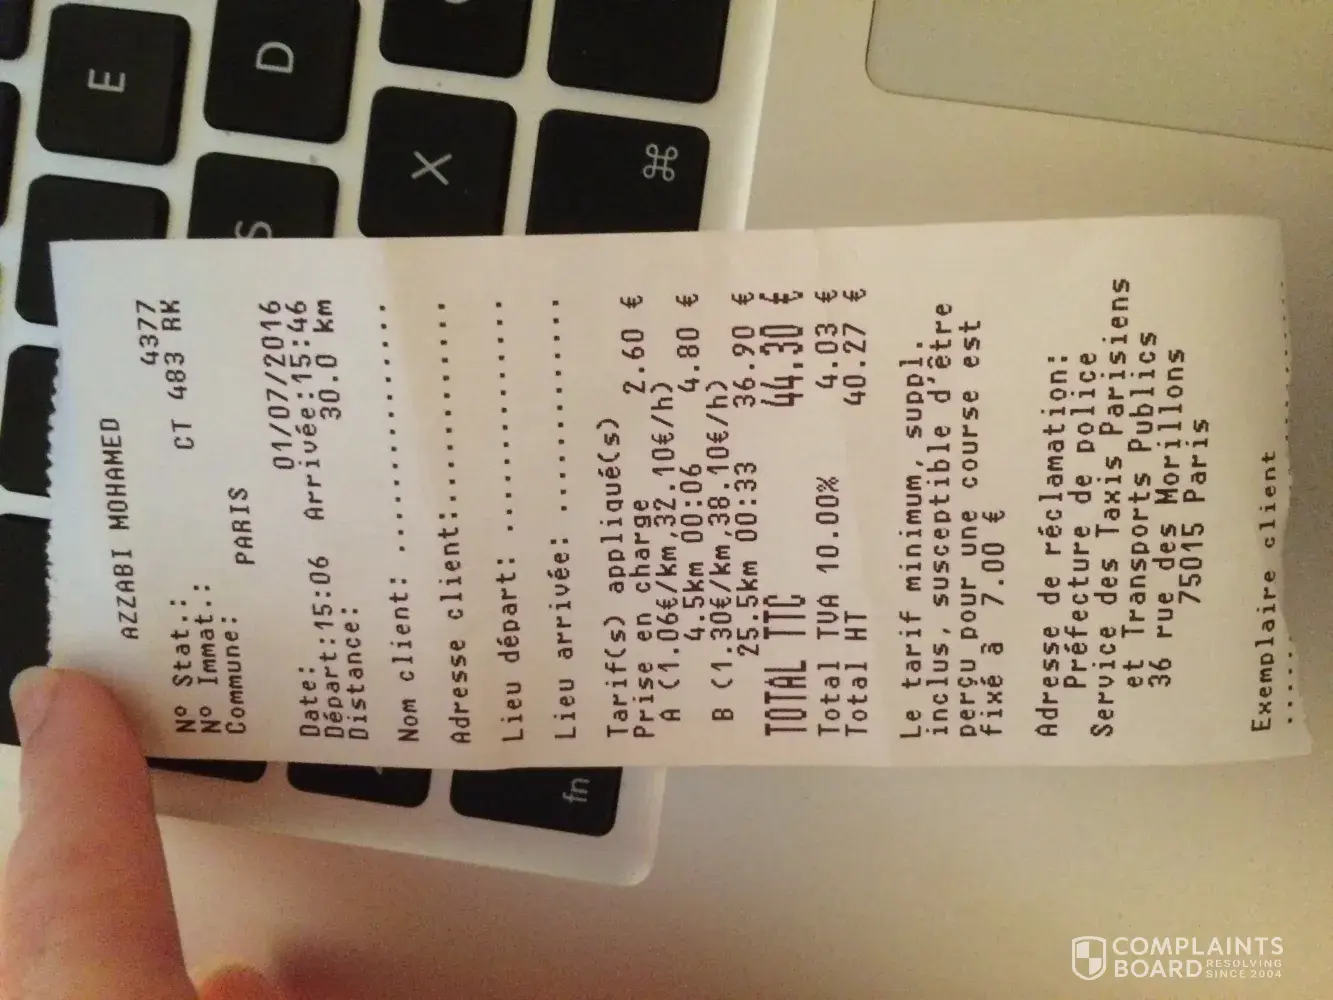 AZZABI MOHAMED
No Stat.: 4377
No Immat.: CT 483 RK
Commune: PARIS
Date: 01/07/2016
Départ:15:06 Arrivée:15:46
Distance: 30.0 km
Nom client: ....................
Adresse client:.................
Lieu départ: ...................
Lieu arrivée: ..................
Tarif(s) appliqué(s)
Prise en charge 2.60 €
A (1.06€/km,32.10€/h)
4.5km 00:06 4.80 €
B (1.30€/km,38.10€/h)
25.5km 00:33 36.90 €
TOTAL TTC 44.30 €
Total TVA 10.00% 4.03 €
Total HT 40.27 €
Le tarif minimum, suppl.
inclus, susceptible d'être
perçu pour une course est
fixé à 7.00 €
Adresse de réclamation:
Préfecture de police
Service des Taxis Parisiens
et Transports Publics
36 rue des Morillons
75015 Paris
Exemplaire client
E
D
S
X
⌘
fn
COMPLAINTS
BOARD RESOLVING
SINCE 2004